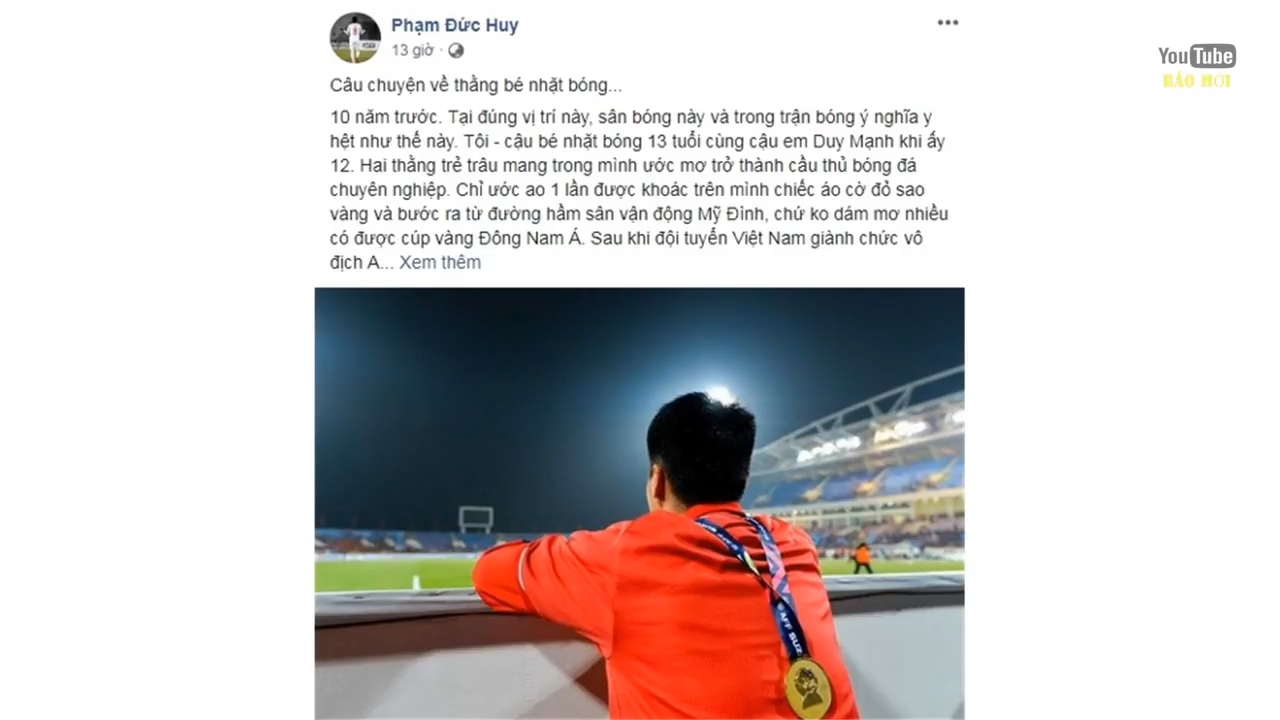 Phạm Đức Huy
13 giờ ·
YouTube
BÁO MỚI
Câu chuyện về thằng bé nhặt bóng...
10 năm trước. Tại đúng vị trí này, sân bóng này và trong trận bóng ý nghĩa y
hệt như thế này. Tôi - cậu bé nhặt bóng 13 tuổi cùng cậu em Duy Mạnh khi ấy
12. Hai thằng trẻ trâu mang trong mình ước mơ trở thành cầu thủ bóng đá
chuyên nghiệp. Chỉ ước ao 1 lần được khoác trên mình chiếc áo cờ đỏ sao
vàng và bước ra từ đường hầm sân vận động Mỹ Đình, chứ ko dám mơ nhiều
có được cúp vàng Đông Nam Á. Sau khi đội tuyển Việt Nam giành chức vô
địch A... Xem thêm
AFF SUZ